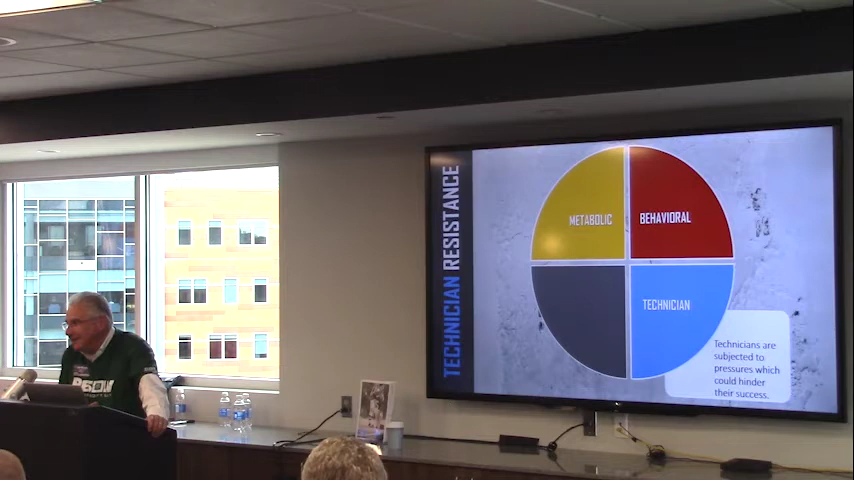 TECHNICIAN RESISTANCE
METABOLIC
BEHAVIORAL
TECHNICIAN
Technicians are
subjected to
pressures which
could hinder
their success.